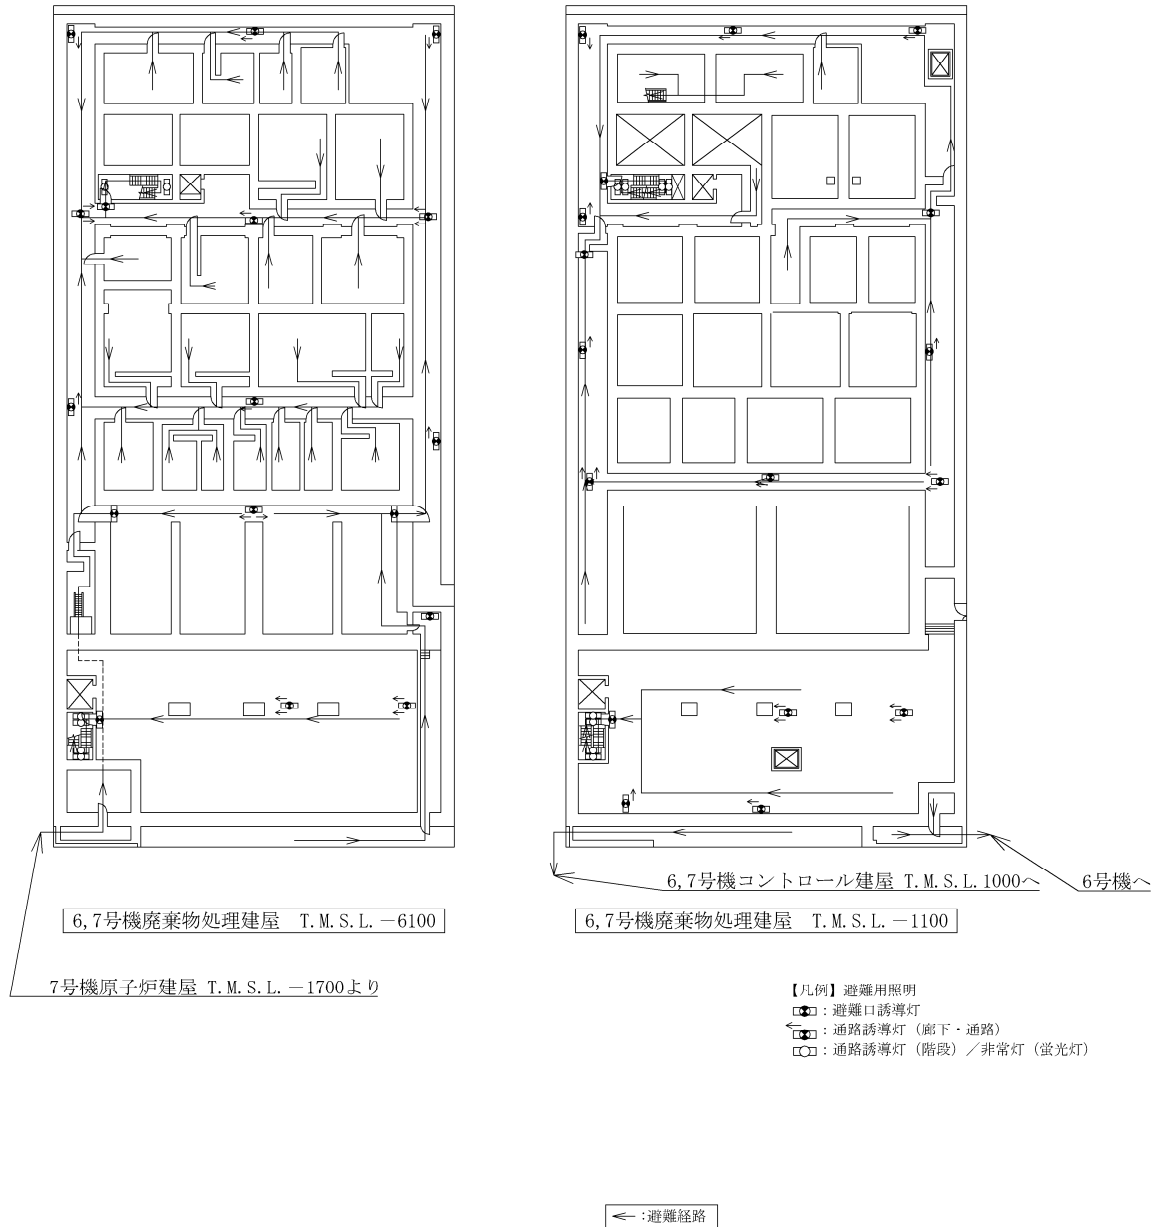 6,7号機コントロール建屋 T.M.S.L.1000へ
6号機へ
6,7号機廃棄物処理建屋 T.M.S.L.－6100
6,7号機廃棄物処理建屋 T.M.S.L.－1100
7号機原子炉建屋 T.M.S.L.－1700より
【凡例】避難用照明
：避難口誘導灯
：通路誘導灯（廊下・通路）
：通路誘導灯（階段）／非常灯（蛍光灯）
：避難経路